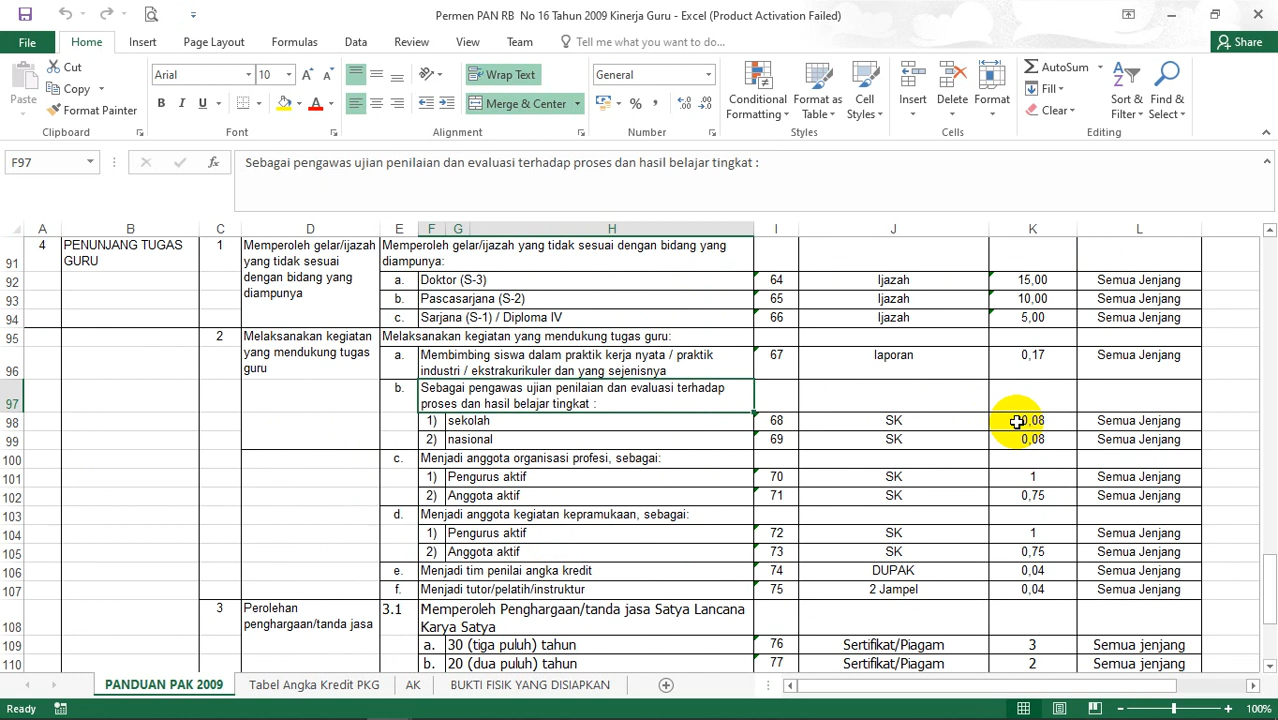 Permen PAN RB  No 16 Tahun 2009 Kinerja Guru - Excel (Product Activation Failed)
File Home Insert Page Layout Formulas Data Review View Team Tell me what you want to do... Share
Paste Cut Copy Format Painter Clipboard
Arial 10 A A B I U A Font
Wrap Text Merge & Center Alignment
General % , Number
Conditional Formatting Format as Table Cell Styles Styles
Insert Delete Format Cells
AutoSum Fill Clear Sort & Filter Find & Select Editing
F97 fx Sebagai pengawas ujian penilaian dan evaluasi terhadap proses dan hasil belajar tingkat :
A B C D E F G H I J K L
91 4 PENUNJANG TUGAS GURU 1 Memperoleh gelar/ijazah yang tidak sesuai dengan bidang yang diampunya Memperoleh gelar/ijazah yang tidak sesuai dengan bidang yang diampunya:
92 a. Doktor (S-3) 64 Ijazah 15,00 Semua Jenjang
93 b. Pascasarjana (S-2) 65 Ijazah 10,00 Semua Jenjang
94 c. Sarjana (S-1) / Diploma IV 66 Ijazah 5,00 Semua Jenjang
95 2 Melaksanakan kegiatan yang mendukung tugas guru Melaksanakan kegiatan yang mendukung tugas guru:
96 a. Membimbing siswa dalam praktik kerja nyata / praktik industri / ekstrakurikuler dan yang sejenisnya 67 laporan 0,17 Semua Jenjang
97 b. Sebagai pengawas ujian penilaian dan evaluasi terhadap proses dan hasil belajar tingkat :
98 1) sekolah 68 SK 0,08 Semua Jenjang
99 2) nasional 69 SK 0,08 Semua Jenjang
100 c. Menjadi anggota organisasi profesi, sebagai:
101 1) Pengurus aktif 70 SK 1 Semua Jenjang
102 2) Anggota aktif 71 SK 0,75 Semua Jenjang
103 d. Menjadi anggota kegiatan kepramukaan, sebagai:
104 1) Pengurus aktif 72 SK 1 Semua Jenjang
105 2) Anggota aktif 73 SK 0,75 Semua Jenjang
106 e. Menjadi tim penilai angka kredit 74 DUPAK 0,04 Semua Jenjang
107 f. Menjadi tutor/pelatih/instruktur 75 2 Jampel 0,04 Semua Jenjang
108 3 Perolehan penghargaan/tanda jasa 3.1 Memperoleh Penghargaan/tanda jasa Satya Lancana Karya Satya
109 a. 30 (tiga puluh) tahun 76 Sertifikat/Piagam 3 Semua jenjang
110 b. 20 (dua puluh) tahun 77 Sertifikat/Piagam 2 Semua jenjang
PANDUAN PAK 2009 Tabel Angka Kredit PKG AK BUKTI FISIK YANG DISIAPKAN
Ready 100%